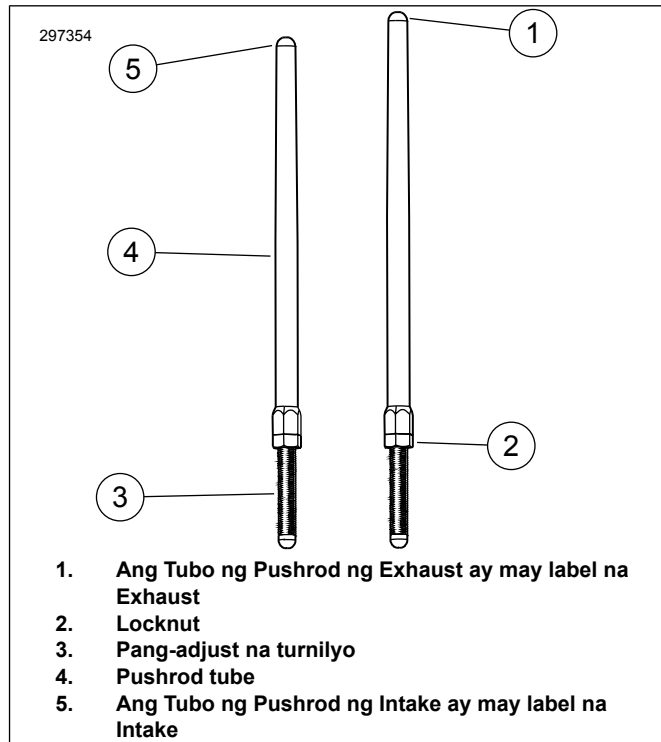 297354
1
5
4
2
3
1. Ang Tubo ng Pushrod ng Exhaust ay may label na
Exhaust
2. Locknut
3. Pang-adjust na turnilyo
4. Pushrod tube
5. Ang Tubo ng Pushrod ng Intake ay may label na
Intake